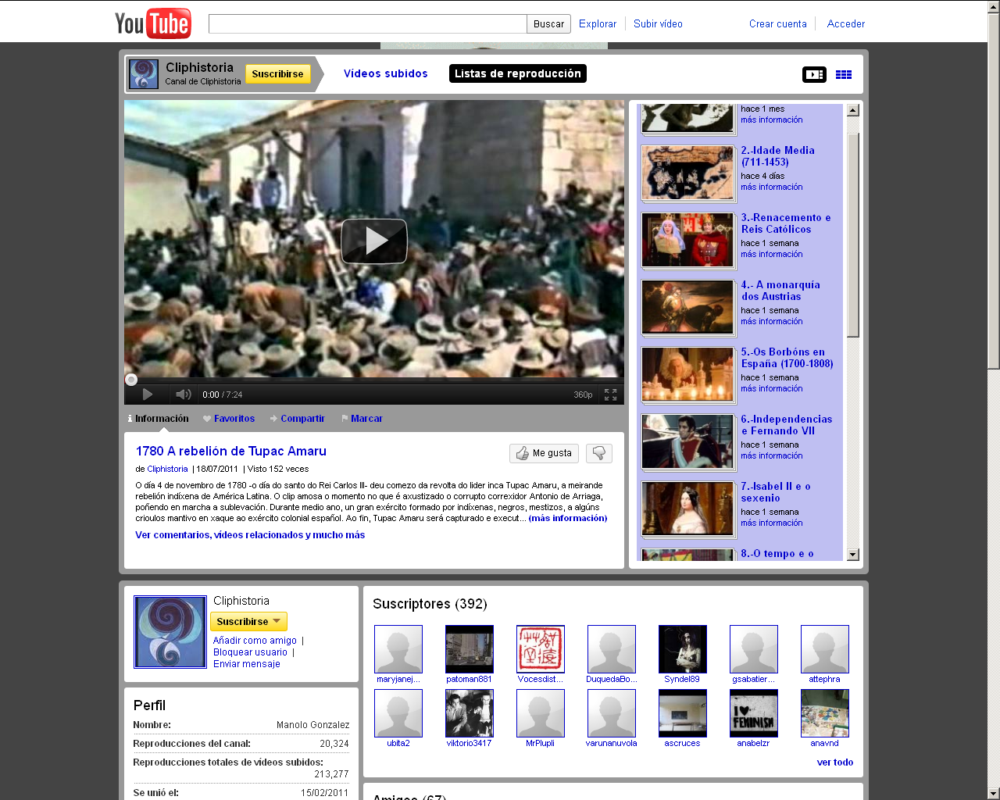 YouTube
Buscar
Explorar
Subir vídeo
Crear cuenta
Acceder
Cliphistoria
Canal de Cliphistoria
Suscribirse
Vídeos subidos
Listas de reproducción
hace 1 mes
más información
2.-Idade Media
(711-1453)
hace 4 días
más información
3.-Renacemento e
Reis Católicos
hace 1 semana
más información
4.- A monarquía
dos Austrias
hace 1 semana
más información
5.-Os Borbóns en
España (1700-1808)
hace 1 semana
más información
6.-Independencias
e Fernando VII
hace 1 semana
más información
7.-Isabel II e o
sexenio
hace 1 semana
más información
8.-O tempo e o
0:00 / 7:24
360p
Información
Favoritos
Compartir
Marcar
1780 A rebelión de Tupac Amaru
Me gusta
de Cliphistoria | 18/07/2011 | Visto 152 veces
O día 4 de novembro de 1780 -o día do santo do Rei Carlos III- deu comezo da revolta do lider inca Tupac Amaru, a meirande
rebelión indíxena de América Latina. O clip amosa o momento no que é axustizado o corrupto correxidor Antonio de Arriaga,
poñendo en marcha a sublevación. Durante medio ano, un gran exército formado por indíxenas, negros, mestizos, a algúns
crioulos mantivo en xaque ao exército colonial español. Ao fin, Tupac Amaru será capturado e execut... (más información)
Ver comentarios, vídeos relacionados y mucho más
Cliphistoria
Suscribirse
Añadir como amigo |
Bloquear usuario |
Enviar mensaje
Perfil
Nombre: Manolo Gonzalez
Reproducciones del canal: 20,324
Reproducciones totales de vídeos subidos:
213,277
Se unió el: 15/02/2011
Suscriptores (392)
maryjanej... patoman881 Vocesdist... DuquedaBo... Syndel89 gsabatier... attephra
I ♥
FEMINISM
ubita2 viktorio3417 MrPlupli varunanuvola ascruces anabelzr anavnd
ver todo
Amigos (67)